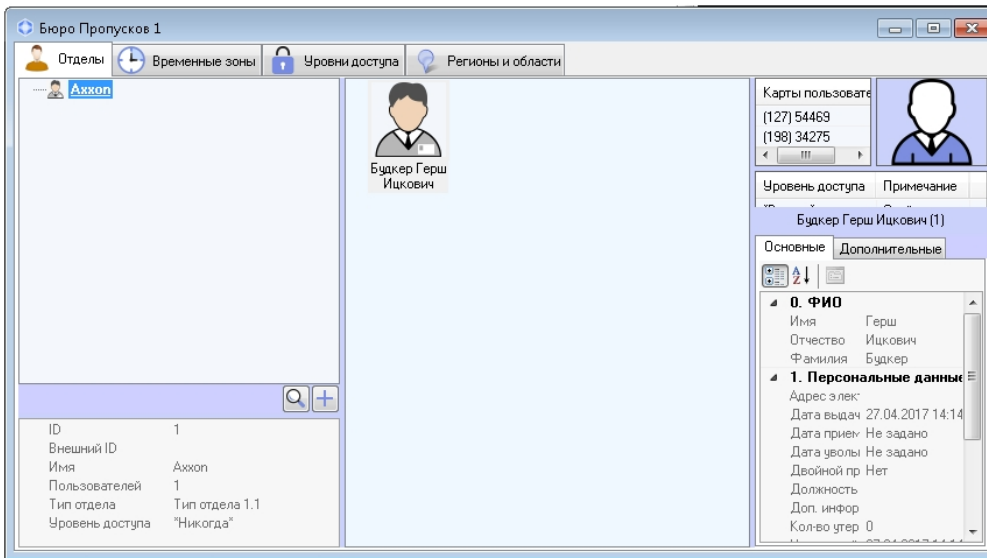 Бюро Пропусков 1
Отделы Временные зоны Уровни доступа Регионы и области
Axxon
Будкер Герш
Ицкович
ID 1
Внешний ID
Имя Axxon
Пользователей 1
Тип отдела Тип отдела 1.1
Уровень доступа "Никогда"
Карты пользовате
(127) 54469
(198) 34275
Уровень доступа Примечание
Будкер Герш Ицкович (1)
Основные Дополнительные
0. ФИО
Имя Герш
Отчество Ицкович
Фамилия Будкер
1. Персональные данные
Адрес элек
Дата выдач 27.04.2017 14:14
Дата прием Не задано
Дата уволы Не задано
Двойной пр Нет
Должность
Доп. инфор
Кол-во утер 0